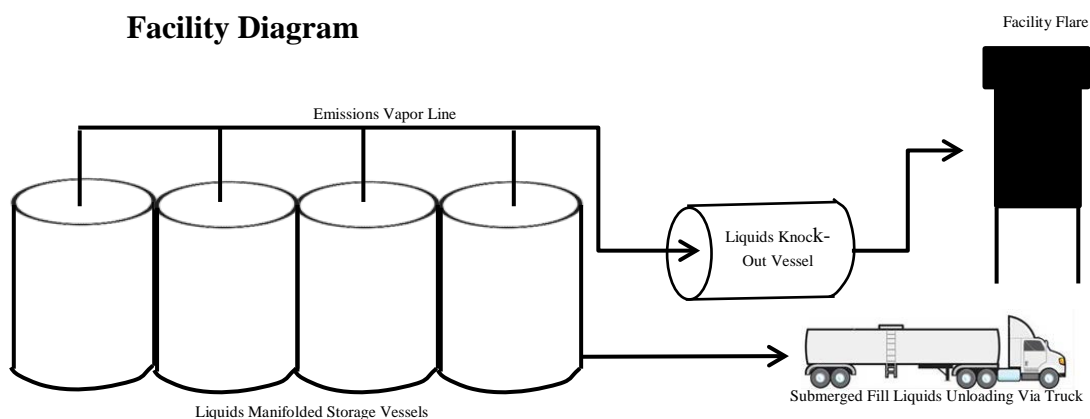 Facility Diagram
Facility Flare
Emissions Vapor Line
Liquids Knock-
Out Vessel
Submerged Fill Liquids Unloading Via Truck
Liquids Manifolded Storage Vessels